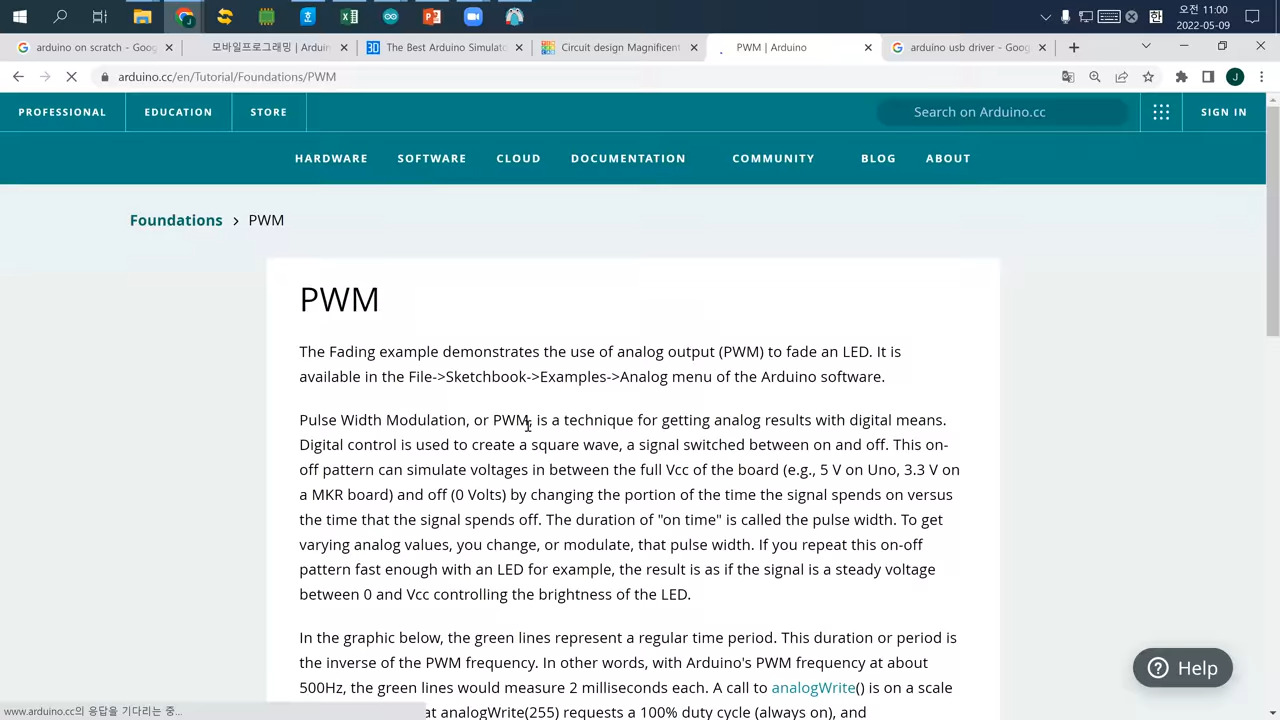 오전 11:00
2022-05-09
한
arduino on scratch - Goog
모바일프로그래밍 | Arduin
The Best Arduino Simulato
Circuit design Magnificent
PWM | Arduino
arduino usb driver - Goog
arduino.cc/en/Tutorial/Foundations/PWM
J
PROFESSIONAL
EDUCATION
STORE
Search on Arduino.cc
SIGN IN
HARDWARE
SOFTWARE
CLOUD
DOCUMENTATION
COMMUNITY
BLOG
ABOUT
Foundations > PWM
PWM
The Fading example demonstrates the use of analog output (PWM) to fade an LED. It is
available in the File->Sketchbook->Examples->Analog menu of the Arduino software.
Pulse Width Modulation, or PWM, is a technique for getting analog results with digital means.
Digital control is used to create a square wave, a signal switched between on and off. This on-
off pattern can simulate voltages in between the full Vcc of the board (e.g., 5 V on Uno, 3.3 V on
a MKR board) and off (0 Volts) by changing the portion of the time the signal spends on versus
the time that the signal spends off. The duration of "on time" is called the pulse width. To get
varying analog values, you change, or modulate, that pulse width. If you repeat this on-off
pattern fast enough with an LED for example, the result is as if the signal is a steady voltage
between 0 and Vcc controlling the brightness of the LED.
In the graphic below, the green lines represent a regular time period. This duration or period is
the inverse of the PWM frequency. In other words, with Arduino's PWM frequency at about
500Hz, the green lines would measure 2 milliseconds each. A call to analogWrite() is on a scale
at analogWrite(255) requests a 100% duty cycle (always on), and
Help
www.arduino.cc의 응답을 기다리는 중...